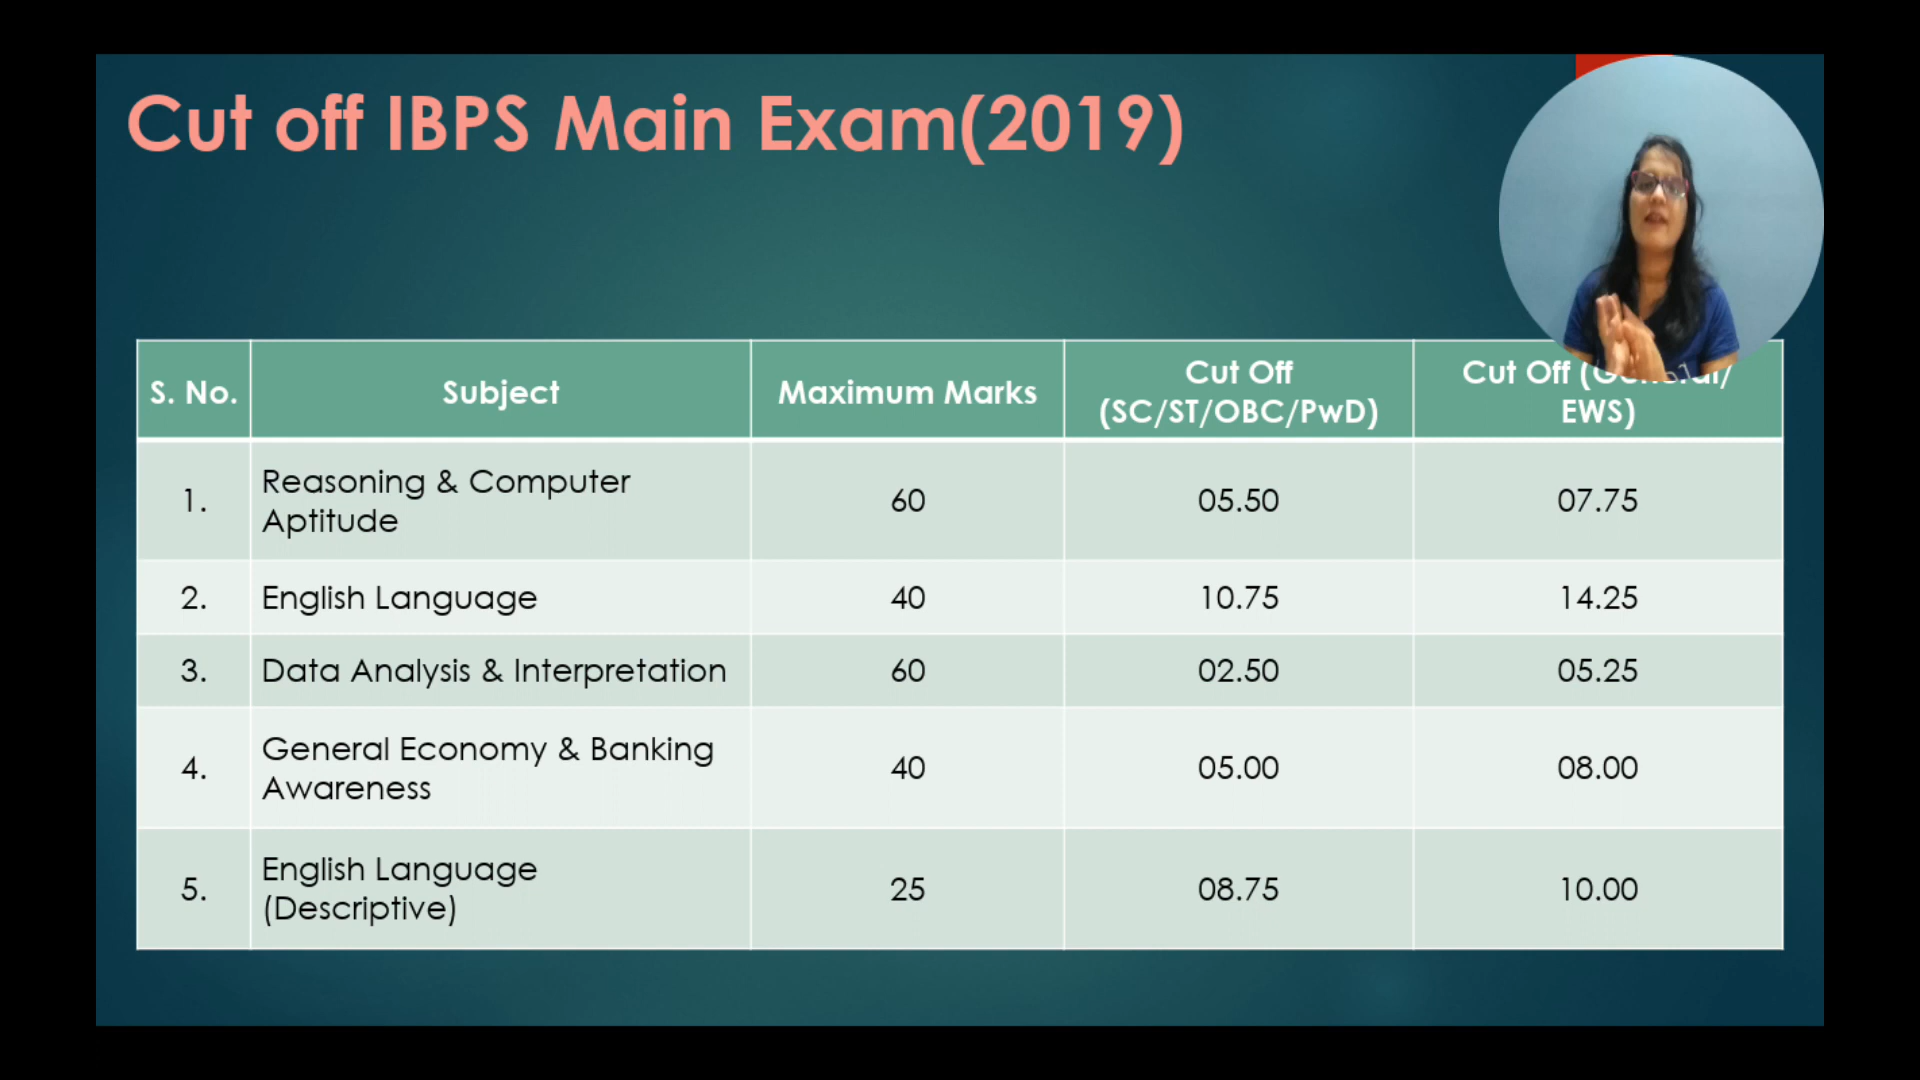 Cut off IBPS Main Exam(2019)
S. No.
Subject
Maximum Marks
Cut Off
(SC/ST/OBC/PwD)
Cut Off
EWS)
1.
Reasoning & Computer
Aptitude
60
05.50
07.75
2.
English Language
40
10.75
14.25
3.
Data Analysis & Interpretation
60
02.50
05.25
4.
General Economy & Banking
Awareness
40
05.00
08.00
5.
English Language
(Descriptive)
25
08.75
10.00